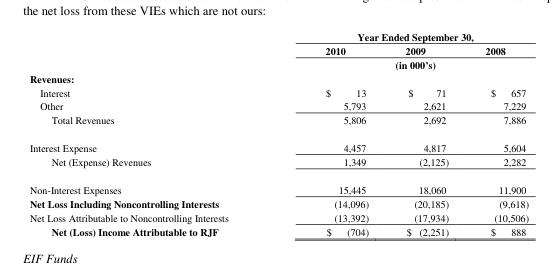 the net loss from these VIEs which are not ours:
Year Ended September 30,
2010 2009 2008
(in 000's)
Revenues:
Interest $ 13 $ 71 $ 657
Other 5,793 2,621 7,229
Total Revenues 5,806 2,692 7,886
Interest Expense 4,457 4,817 5,604
Net (Expense) Revenues 1,349 (2,125) 2,282
Non-Interest Expenses 15,445 18,060 11,900
Net Loss Including Noncontrolling Interests (14,096) (20,185) (9,618)
Net Loss Attributable to Noncontrolling Interests (13,392) (17,934) (10,506)
Net (Loss) Income Attributable to RJF $ (704) $ (2,251) $ 888
EIF Funds